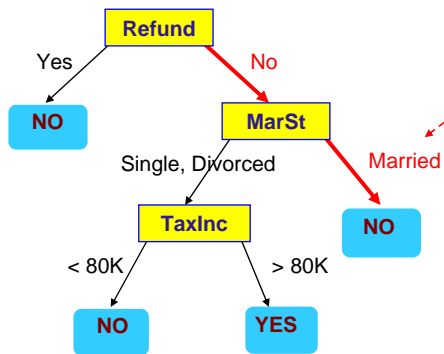 Refund
Yes
No
NO
MarSt
Single, Divorced
Married
TaxInc
NO
< 80K
> 80K
NO
YES